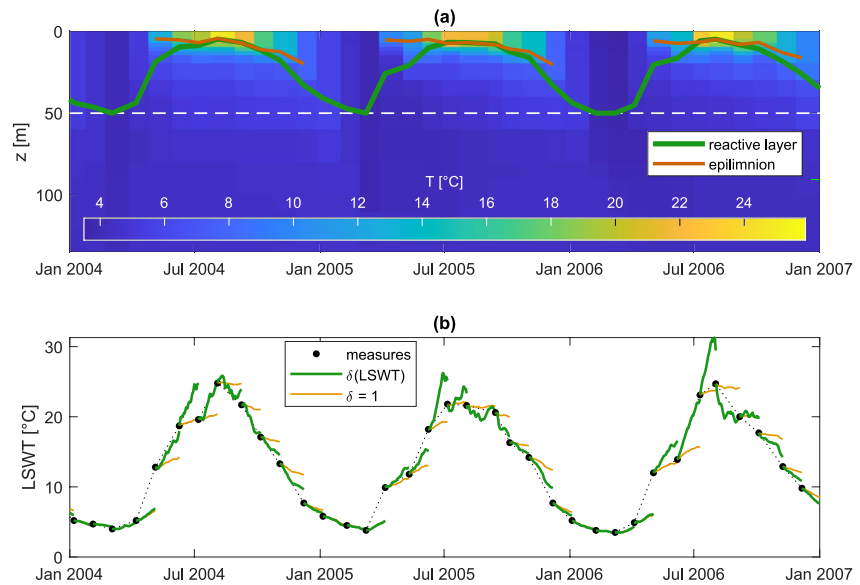 (a)
0
50
100
z [m]
reactive layer
epilimnion
T [°C]
4 6 8 10 12 14 16 18 20 22 24
Jan 2004 Jul 2004 Jan 2005 Jul 2005 Jan 2006 Jul 2006 Jan 2007
(b)
30
20
10
0
LSWT [°C]
measures
δ(LSWT)
δ = 1
Jan 2004 Jul 2004 Jan 2005 Jul 2005 Jan 2006 Jul 2006 Jan 2007